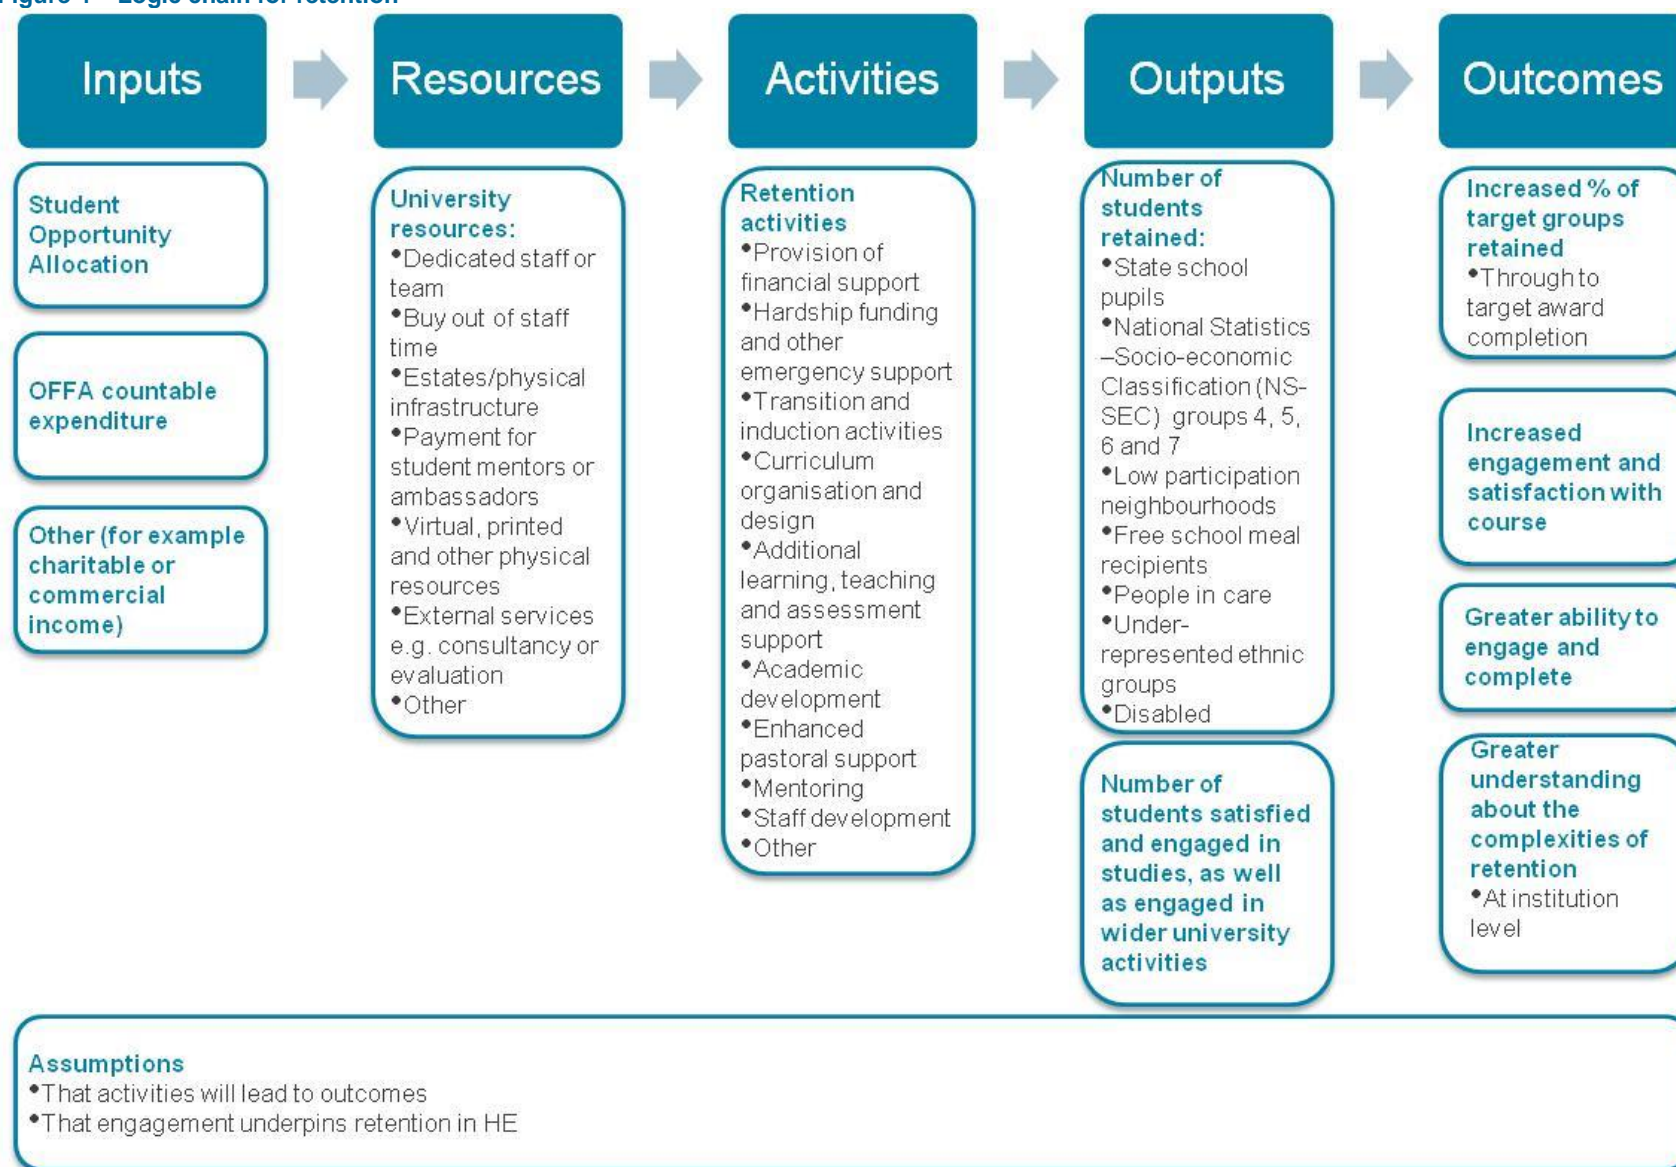 Inputs
Resources
Activities
Outputs
Outcomes
Student
Opportunity
Allocation
OFFA countable
expenditure
Other (for example
charitable or
commercial
income)
University
resources:
•Dedicated staff or
team
•Buy out of staff
time
•Estates/physical
infrastructure
•Payment for
student mentors or
ambassadors
•Virtual, printed
and other physical
resources
•External services
e.g. consultancy or
evaluation
•Other
Retention
activities
•Provision of
financial support
•Hardship funding
and other
emergency support
•Transition and
induction activities
•Curriculum
organisation and
design
•Additional
learning, teaching
and assessment
support
•Academic
development
•Enhanced
pastoral support
•Mentoring
•Staff development
•Other
Number of
students
retained:
•State school
pupils
•National Statistics
–Socio-economic
Classification (NS-
SEC) groups 4, 5,
6 and 7
•Low participation
neighbourhoods
•Free school meal
recipients
•People in care
•Under-
represented ethnic
groups
•Disabled
Number of
students satisfied
and engaged in
studies, as well
as engaged in
wider university
activities
Increased % of
target groups
retained
•Through to
target award
completion
Increased
engagement and
satisfaction with
course
Greater ability to
engage and
complete
Greater
understanding
about the
complexities of
retention
•At institution
level
Assumptions
•That activities will lead to outcomes
•That engagement underpins retention in HE